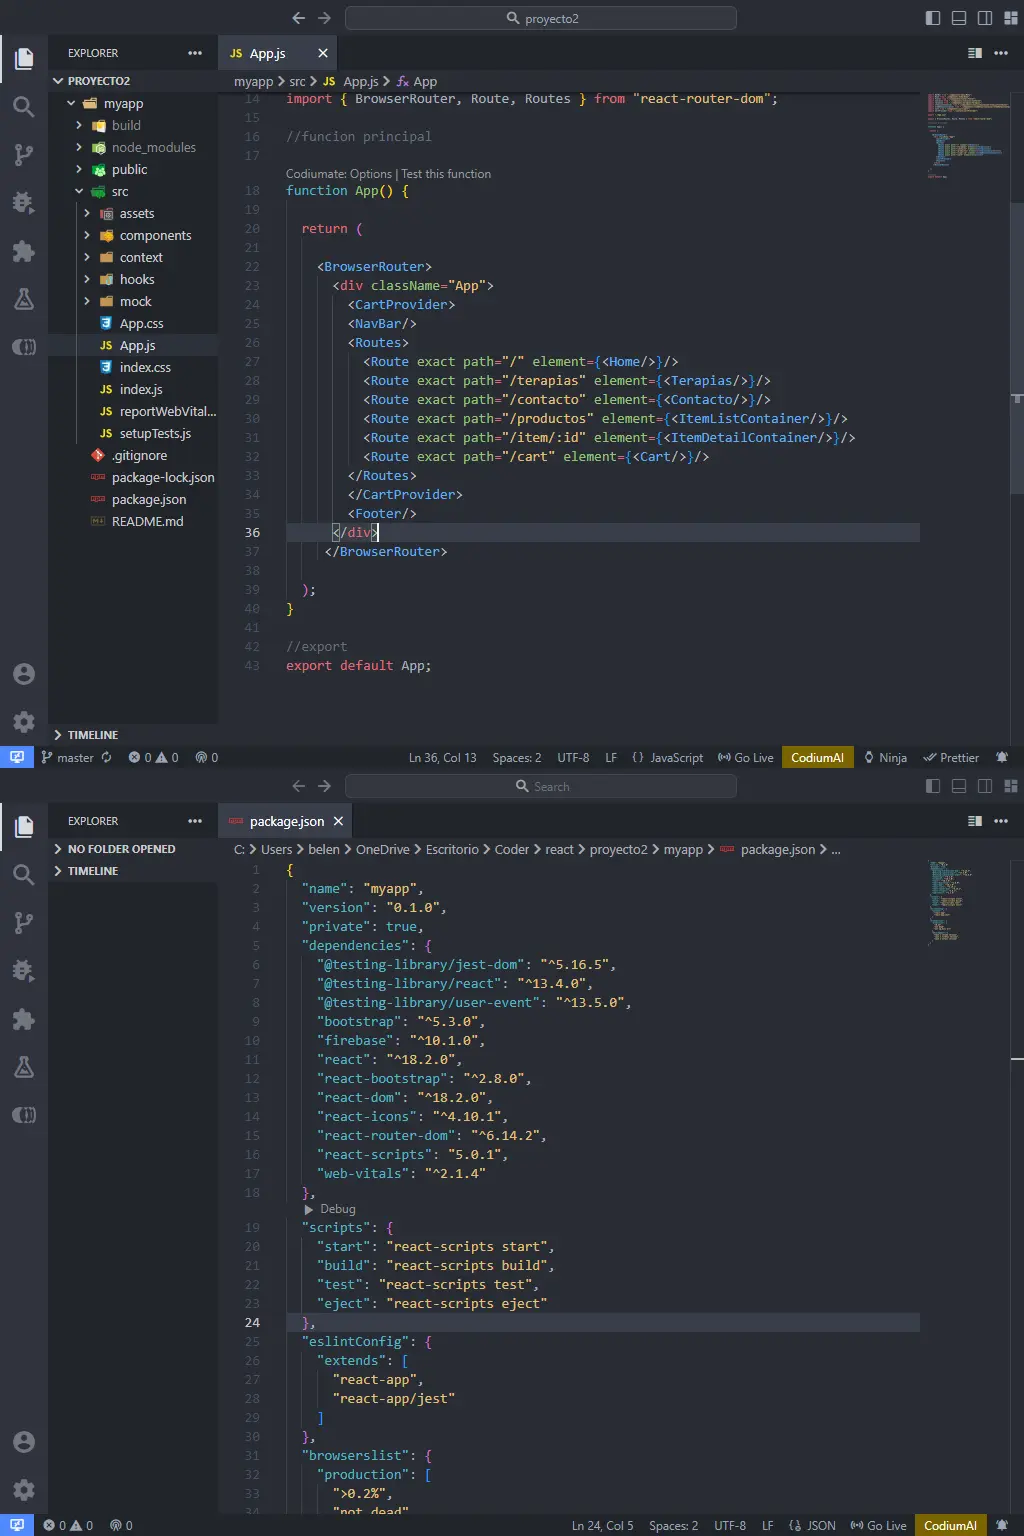 proyecto2
EXPLORER
App.js
PROYECTO2
myapp > src > JS App.js > App
myapp
build
node_modules
public
src
assets
components
context
hooks
mock
App.css
JS App.js
index.css
JS index.js
JS reportWebVital...
JS setupTests.js
.gitignore
package-lock.json
package.json
README.md
TIMELINE
14 import { BrowserRouter, Route, Routes } from "react-router-dom";
15
16 //funcion principal
17
Codiumate: Options | Test this function
18 function App() {
19
20 return (
21
22 <BrowserRouter>
23 <div className="App">
24 <CartProvider>
25 <NavBar/>
26 <Routes>
27 <Route exact path="/" element={<Home/>}/>
28 <Route exact path="/terapias" element={<Terapias/>}/>
29 <Route exact path="/contacto" element={<Contacto/>}/>
30 <Route exact path="/productos" element={<ItemListContainer/>}/>
31 <Route exact path="/item/:id" element={<ItemDetailContainer/>}/>
32 <Route exact path="/cart" element={<Cart/>}/>
33 </Routes>
34 </CartProvider>
35 <Footer/>
36 </div>
37 </BrowserRouter>
38
39 );
40 }
41
42 //export
43 export default App;
master 0 0 0 Ln 36, Col 13 Spaces: 2 UTF-8 LF { } JavaScript Go Live CodiumAI Ninja Prettier
Search
EXPLORER
package.json
NO FOLDER OPENED
TIMELINE
C: > Users > belen > OneDrive > Escritorio > Coder > react > proyecto2 > myapp > package.json > ...
1 {
2 "name": "myapp",
3 "version": "0.1.0",
4 "private": true,
5 "dependencies": {
6 "@testing-library/jest-dom": "^5.16.5",
7 "@testing-library/react": "^13.4.0",
8 "@testing-library/user-event": "^13.5.0",
9 "bootstrap": "^5.3.0",
10 "firebase": "^10.1.0",
11 "react": "^18.2.0",
12 "react-bootstrap": "^2.8.0",
13 "react-dom": "^18.2.0",
14 "react-icons": "^4.10.1",
15 "react-router-dom": "^6.14.2",
16 "react-scripts": "5.0.1",
17 "web-vitals": "^2.1.4"
18 },
Debug
19 "scripts": {
20 "start": "react-scripts start",
21 "build": "react-scripts build",
22 "test": "react-scripts test",
23 "eject": "react-scripts eject"
24 },
25 "eslintConfig": {
26 "extends": [
27 "react-app",
28 "react-app/jest"
29 ]
30 },
31 "browserslist": {
32 "production": [
33 ">0.2%",
34 "not dead"
0 0 0 Ln 24, Col 5 Spaces: 2 UTF-8 LF JSON Go Live CodiumAI